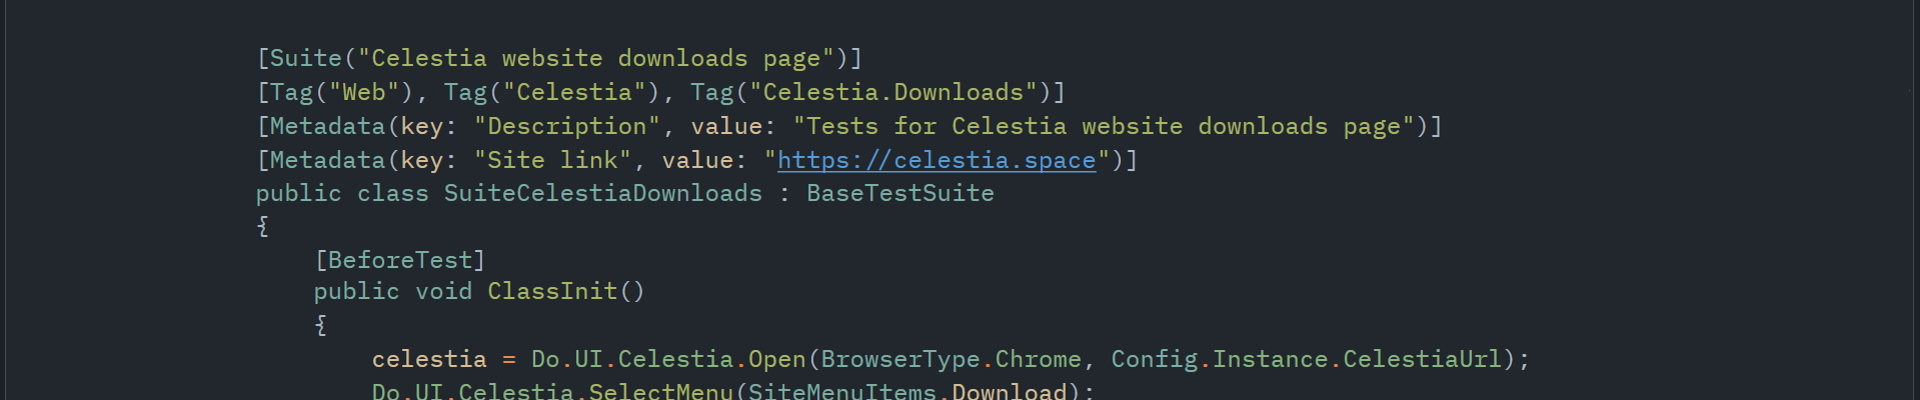 [Suite("Celestia website downloads page")]
[Tag("Web"), Tag("Celestia"), Tag("Celestia.Downloads")]
[Metadata(key: "Description", value: "Tests for Celestia website downloads page")]
[Metadata(key: "Site link", value: "https://celestia.space")]
public class SuiteCelestiaDownloads : BaseTestSuite
{
[BeforeTest]
public void ClassInit()
{
celestia = Do.UI.Celestia.Open(BrowserType.Chrome, Config.Instance.CelestiaUrl);
Do.UI.Celestia.SelectMenu(SiteMenuItems.Download);